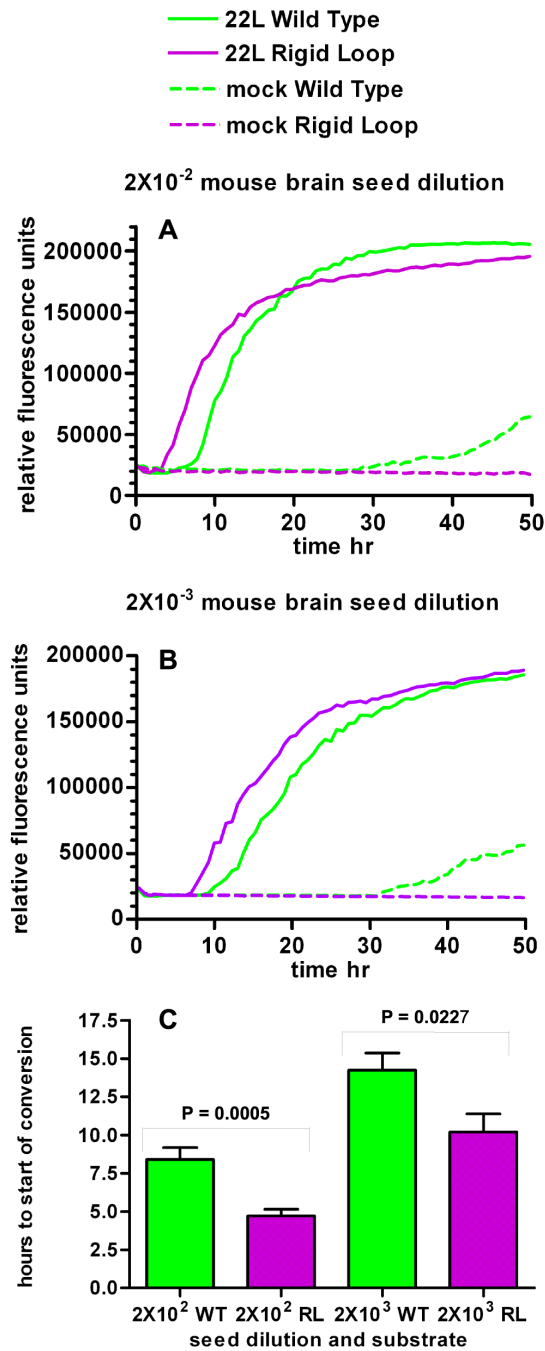 22L Wild Type
22L Rigid Loop
mock Wild Type
mock Rigid Loop
2X10⁻² mouse brain seed dilution
A
relative fluorescence units
200000
150000
100000
50000
0
0 10 20 30 40 50
time hr
2X10⁻³ mouse brain seed dilution
B
relative fluorescence units
200000
150000
100000
50000
0
0 10 20 30 40 50
time hr
C
hours to start of conversion
17.5
15.0
12.5
10.0
7.5
5.0
2.5
0.0
P = 0.0005
P = 0.0227
2X10² WT 2X10² RL 2X10³ WT 2X10³ RL
seed dilution and substrate